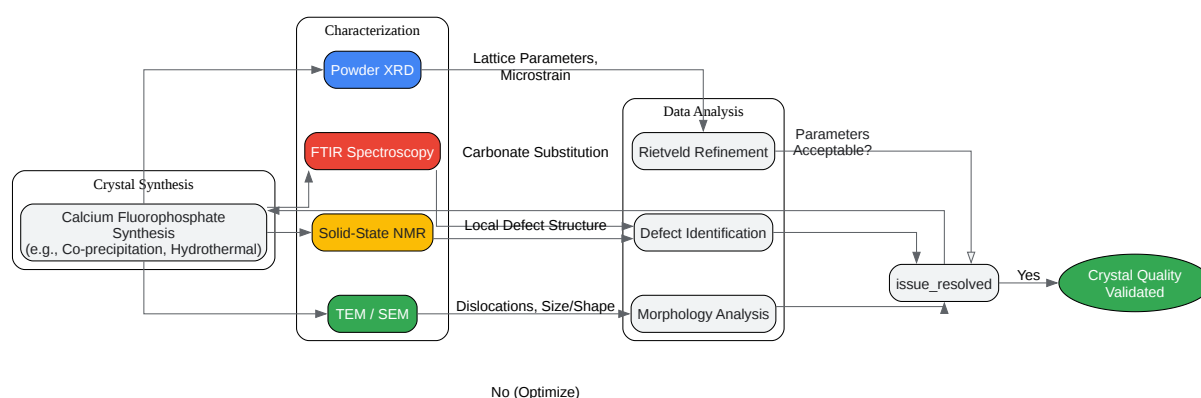 Characterization
Powder XRD
Lattice Parameters,
Microstrain
Data Analysis
FTIR Spectroscopy
Carbonate Substitution
Rietveld Refinement
Parameters
Acceptable?
Crystal Synthesis
Calcium Fluorophosphate
Synthesis
(e.g., Co-precipitation, Hydrothermal)
Solid-State NMR
Local Defect Structure
Defect Identification
issue_resolved
Yes
Crystal Quality
Validated
TEM / SEM
Dislocations, Size/Shape
Morphology Analysis
No (Optimize)